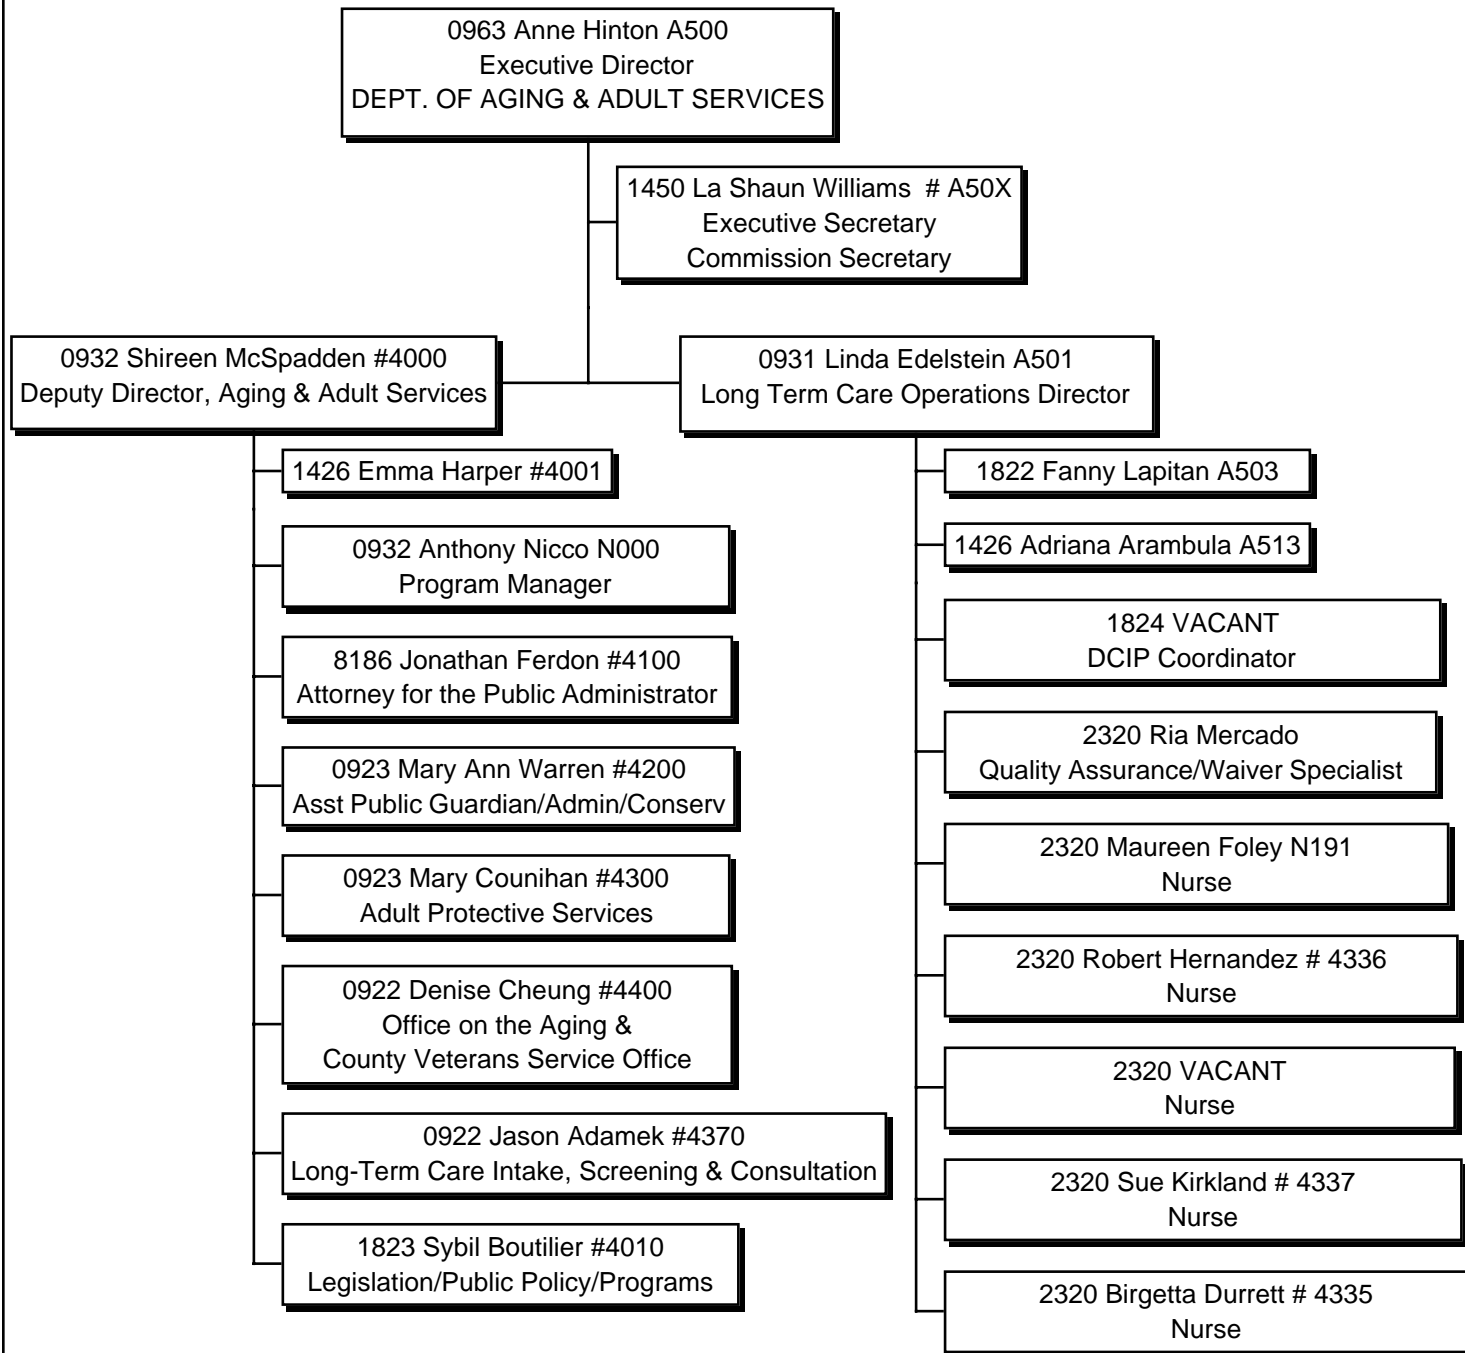 0963 Anne Hinton A500
Executive Director
DEPT. OF AGING & ADULT SERVICES
1450 La Shaun Williams  # A50X
Executive Secretary
Commission Secretary
0932 Shireen McSpadden #4000
Deputy Director, Aging & Adult Services
0931 Linda Edelstein A501
Long Term Care Operations Director
1426 Emma Harper #4001
0932 Anthony Nicco N000
Program Manager
8186 Jonathan Ferdon #4100
Attorney for the Public Administrator
0923 Mary Ann Warren #4200
Asst Public Guardian/Admin/Conserv
0923 Mary Counihan #4300
Adult Protective Services
0922 Denise Cheung #4400
Office on the Aging &
County Veterans Service Office
0922 Jason Adamek #4370
Long-Term Care Intake, Screening & Consultation
1823 Sybil Boutilier #4010
Legislation/Public Policy/Programs
1822 Fanny Lapitan A503
1426 Adriana Arambula A513
1824 VACANT
DCIP Coordinator
2320 Ria Mercado
Quality Assurance/Waiver Specialist
2320 Maureen Foley N191
Nurse
2320 Robert Hernandez # 4336
Nurse
2320 VACANT
Nurse
2320 Sue Kirkland # 4337
Nurse
2320 Birgetta Durrett # 4335
Nurse